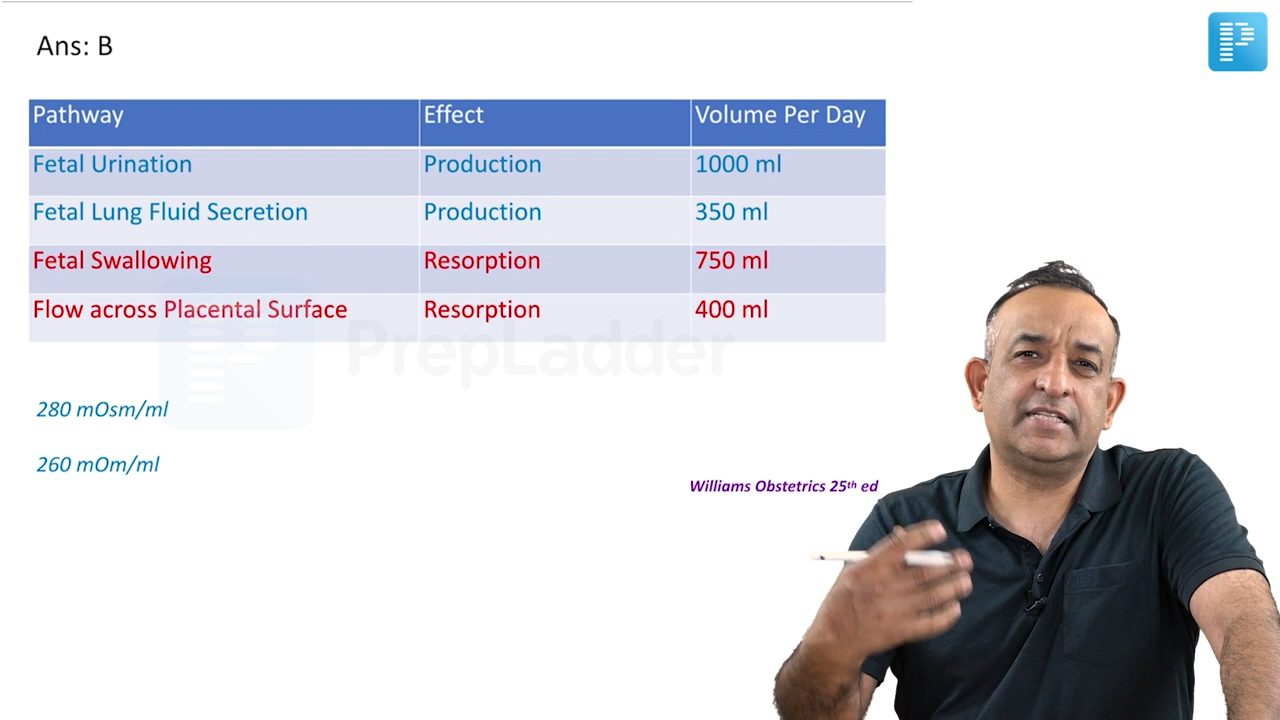 Ans: B
Pathway Effect Volume Per Day
Fetal Urination Production 1000 ml
Fetal Lung Fluid Secretion Production 350 ml
Fetal Swallowing Resorption 750 ml
Flow across Placental Surface Resorption 400 ml
PrepLadder
280 mOsm/ml
260 mOm/ml
Williams Obstetrics 25th ed